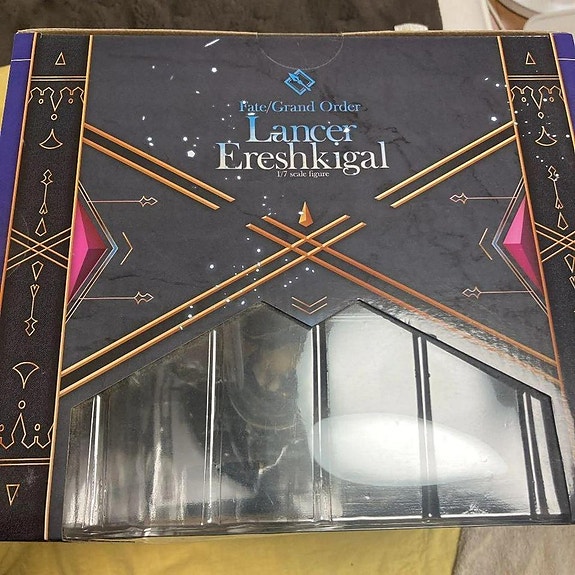 Fate/Grand Order
Lancer
Ereshkigal
1/7 scale figure